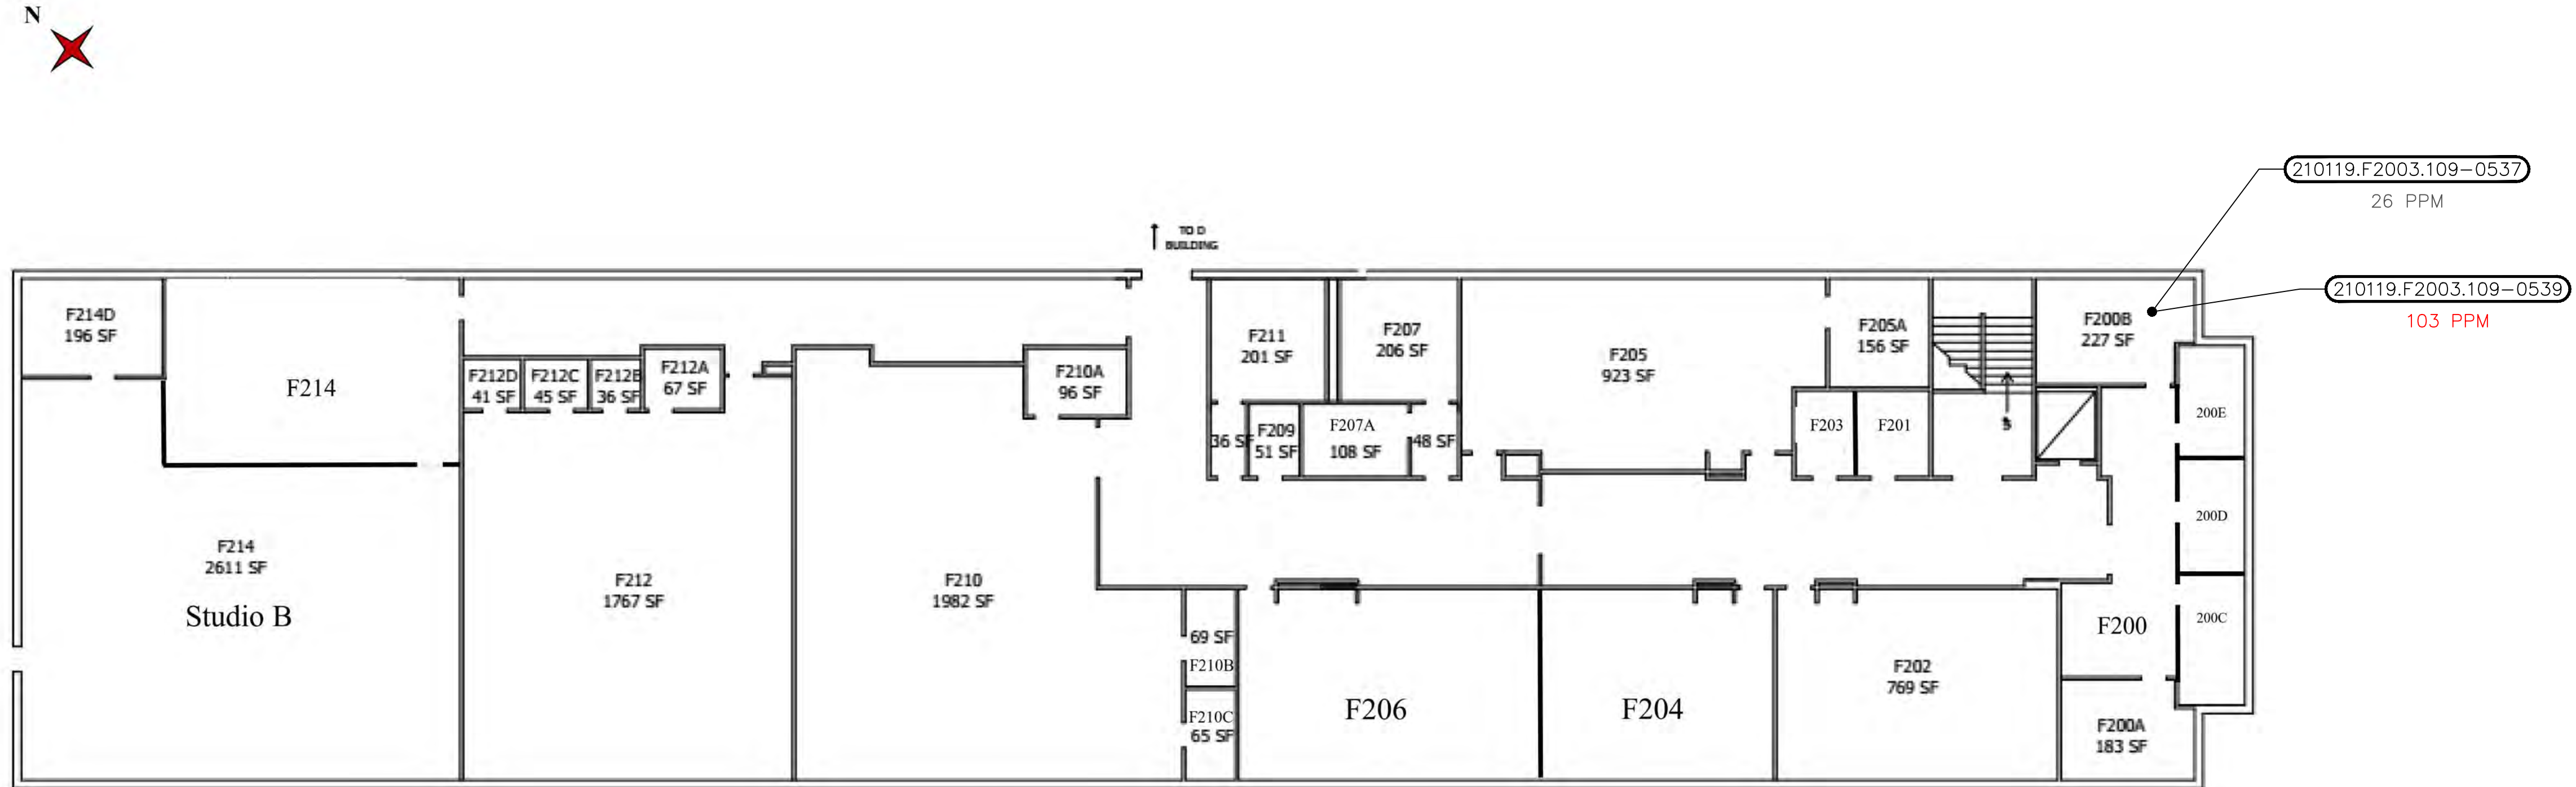 N
210119.F2003.109-0537
26 PPM
TO D
BUILDING
210119.F2003.109-0539
103 PPM
F214D
196 SF
F214
F212D
41 SF
F212C
45 SF
F212B
36 SF
F212A
67 SF
F210A
96 SF
F211
201 SF
F207
206 SF
F205
923 SF
F205A
156 SF
F200B
227 SF
36 SF
F209
51 SF
F207A
108 SF
48 SF
F203
F201
200E
200D
F214
2611 SF
Studio B
F212
1767 SF
F210
1982 SF
69 SF
F210B
F210C
65 SF
F206
F204
F202
769 SF
F200
200C
F200A
183 SF